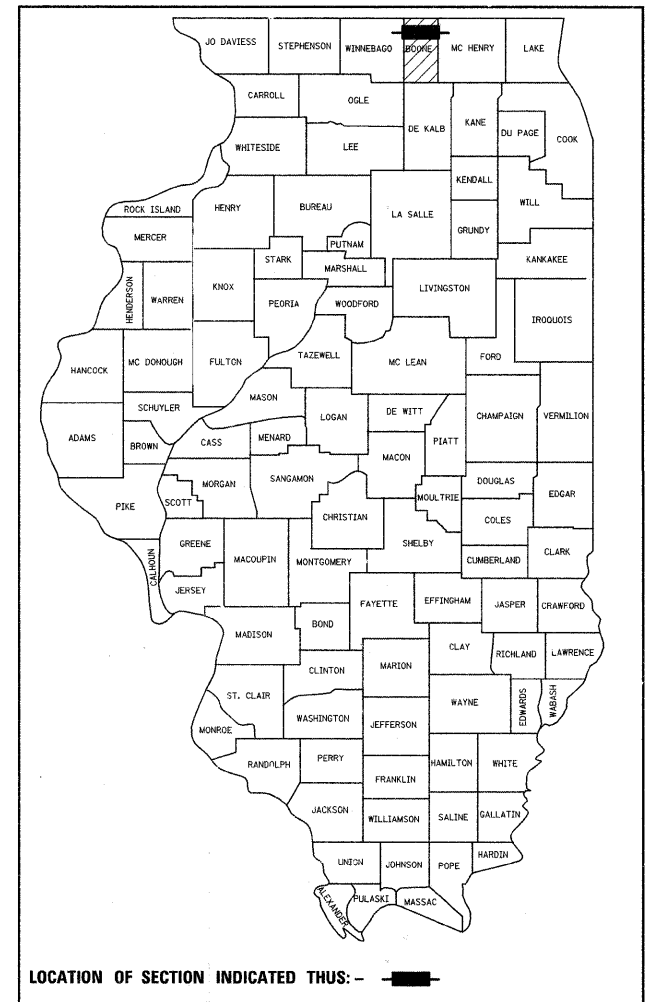 JO DAVIESS STEPHENSON WINNEBAGO BOONE MC HENRY LAKE
CARROLL OGLE DE KALB KANE DU PAGE COOK
WHITESIDE LEE
KENDALL
ROCK ISLAND HENRY BUREAU LA SALLE GRUNDY WILL
MERCER PUTNAM KANKAKEE
STARK MARSHALL
HENDERSON WARREN KNOX PEORIA WOODFORD LIVINGSTON IROQUOIS
HANCOCK MC DONOUGH FULTON TAZEWELL MC LEAN FORD
MASON
SCHUYLER LOGAN DE WITT CHAMPAIGN VERMILION
ADAMS BROWN CASS MENARD MACON PIATT
MORGAN SANGAMON DOUGLAS
PIKE SCOTT CHRISTIAN MOULTRIE COLES EDGAR
GREENE MACOUPIN MONTGOMERY SHELBY CUMBERLAND CLARK
CALHOUN JERSEY
FAYETTE EFFINGHAM JASPER CRAWFORD
MADISON BOND
CLINTON MARION CLAY RICHLAND LAWRENCE
ST. CLAIR WAYNE EDWARDS WABASH
MONROE WASHINGTON JEFFERSON
RANDOLPH PERRY HAMILTON WHITE
FRANKLIN
JACKSON WILLIAMSON SALINE GALLATIN
UNION JOHNSON POPE HARDIN
ALEXANDER PULASKI MASSAC
LOCATION OF SECTION INDICATED THUS: –